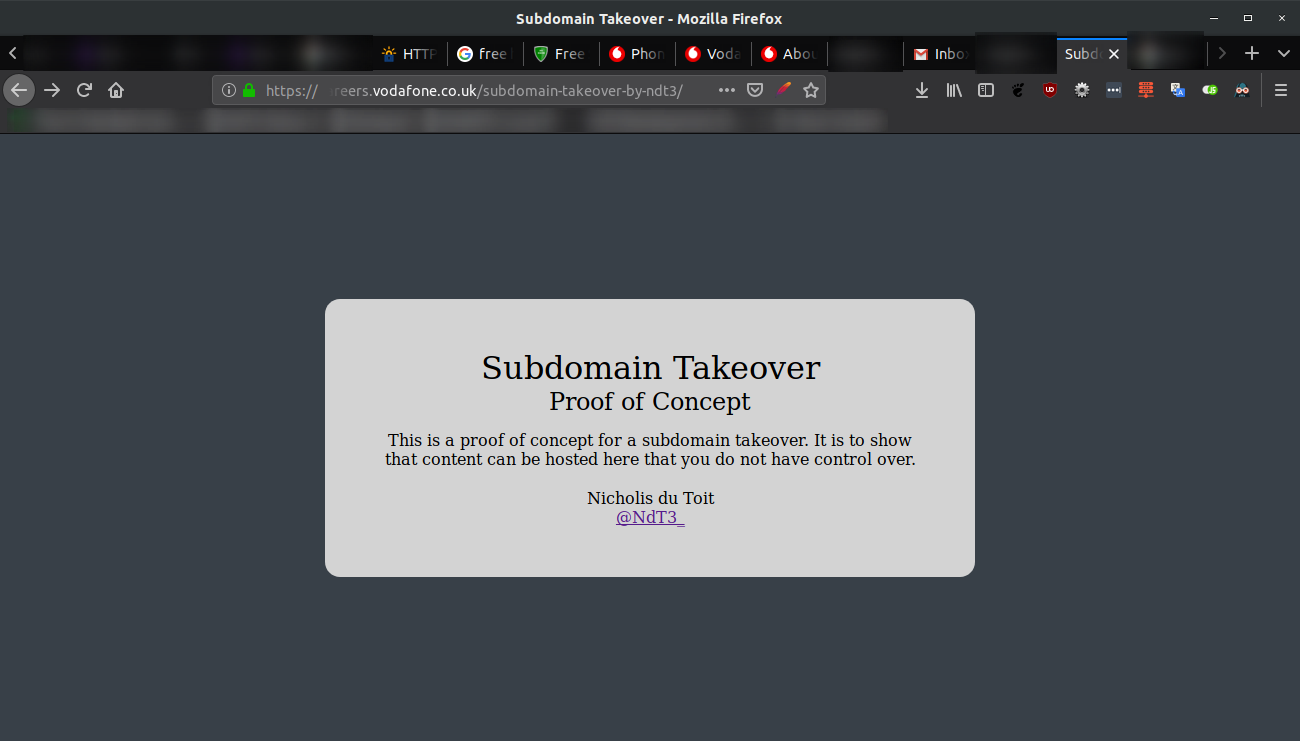 Subdomain Takeover - Mozilla Firefox
HTTP
free
Free
Phon
Voda
Abou
Inbo
Subd
https:// reers.vodafone.co.uk/subdomain-takeover-by-ndt3/
Subdomain Takeover
Proof of Concept
This is a proof of concept for a subdomain takeover. It is to show
that content can be hosted here that you do not have control over.
Nicholis du Toit
@NdT3_